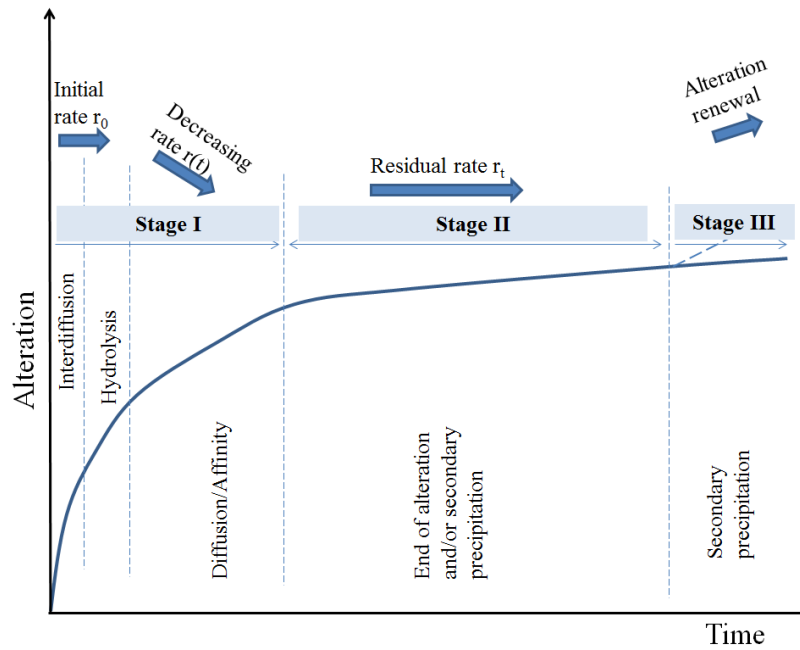 Initial
rate r₀
Decreasing
rate r(t)
Residual rate rₜ
Alteration
renewal
Stage I
Stage II
Stage III
Alteration
Interdiffusion
Hydrolysis
Diffusion/Affinity
End of alteration
and/or secondary
precipitation
Secondary
precipitation
Time